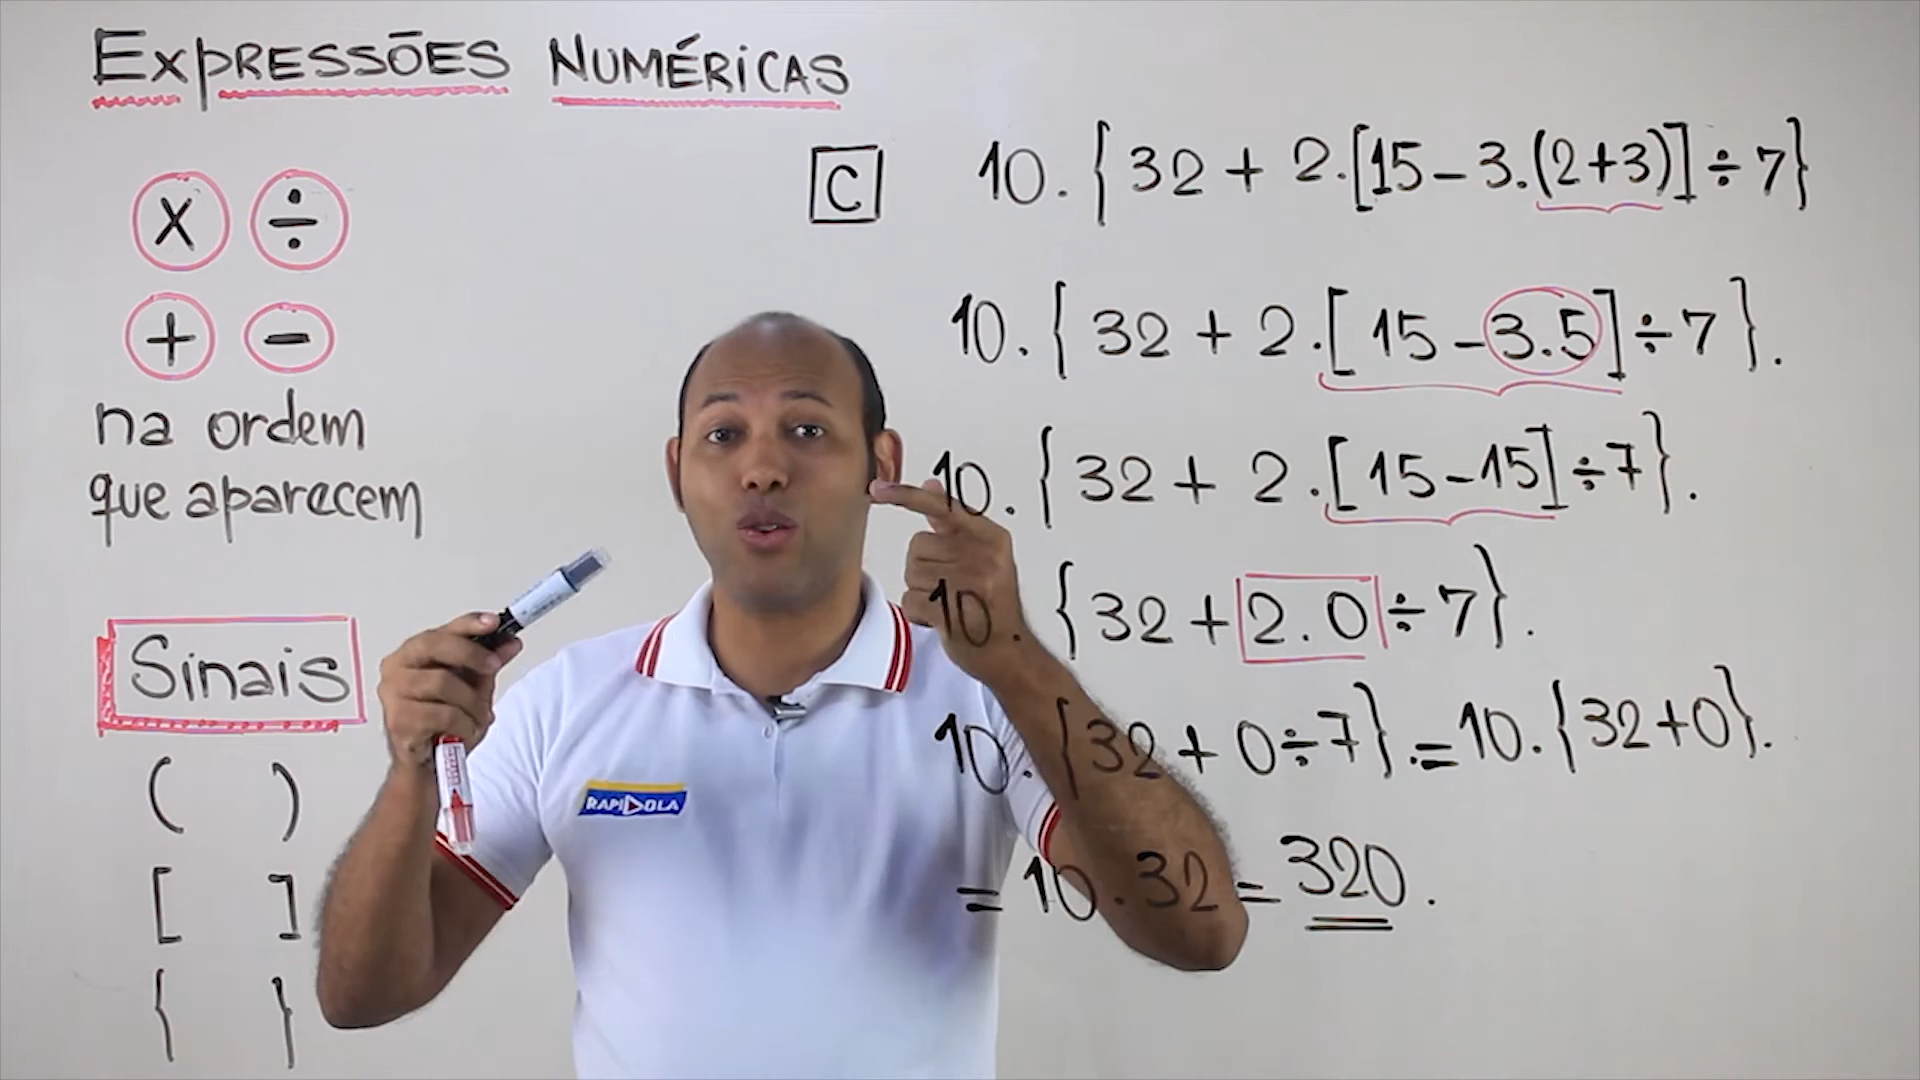 EXPRESSÕES NUMÉRICAS
X ÷
+ −
na ordem
que aparecem
Sinais
( )
[ ]
{ }
C 10.{32 + 2.[15−3.(2+3)]÷7}
10.{32 + 2.[15−3.5]÷7}.
10.{32 + 2.[15−15]÷7}.
10.{32+2.0÷7}.
10.{32+0÷7}.=10.{32+0}.
=10.32=320.
RAPIDOLA